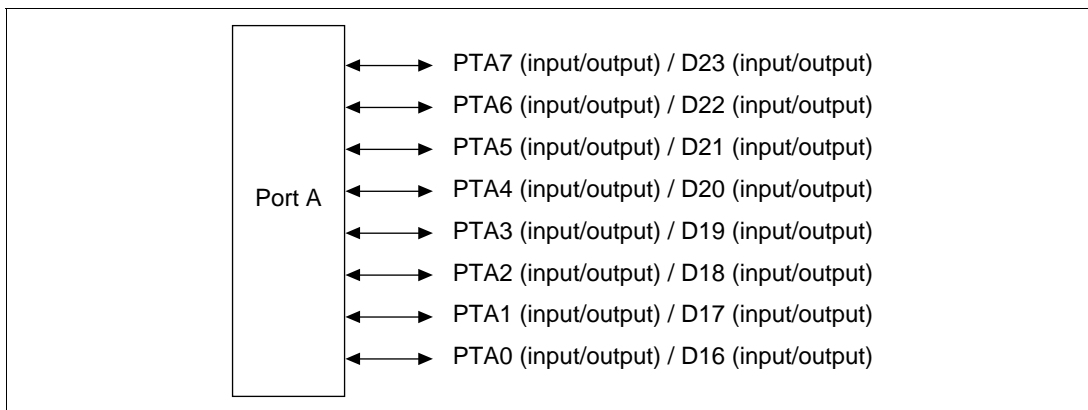 PTA7 (input/output) / D23 (input/output)
PTA6 (input/output) / D22 (input/output)
PTA5 (input/output) / D21 (input/output)
PTA4 (input/output) / D20 (input/output)
Port A
PTA3 (input/output) / D19 (input/output)
PTA2 (input/output) / D18 (input/output)
PTA1 (input/output) / D17 (input/output)
PTA0 (input/output) / D16 (input/output)